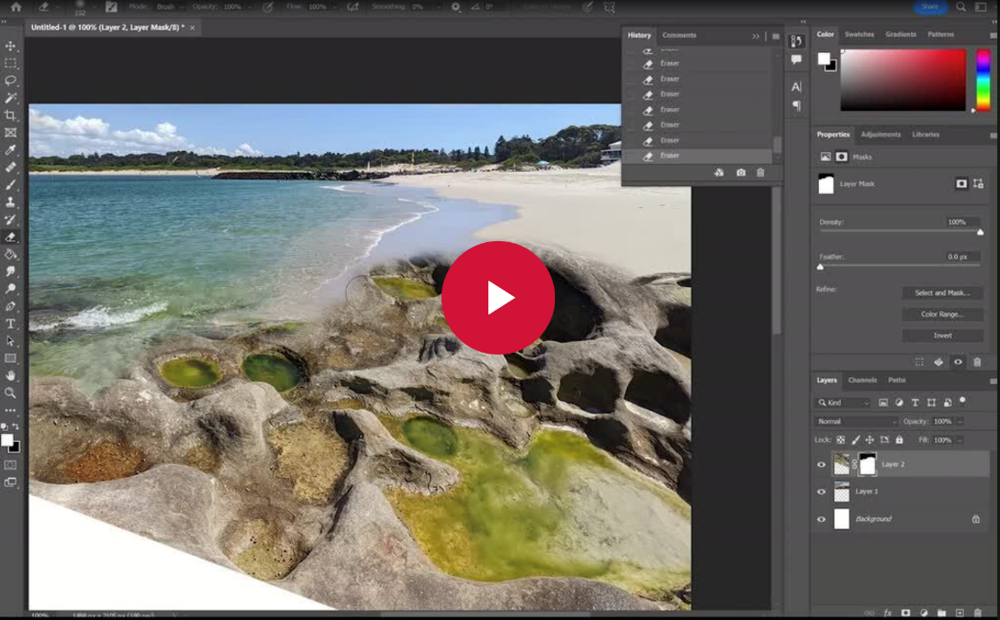 Mode: Brush Opacity: 100% Flow: 100% Smoothing: 0% 0° Share
102
Untitled-1 @ 100% (Layer 2, Layer Mask/8) * ×
History Comments
Eraser
Eraser
Eraser
Eraser
Eraser
Eraser
Eraser
Eraser
Color Swatches Gradients Patterns
Properties Adjustments Libraries
Masks
Layer Mask
Density: 100%
Feather: 0.0 px
Refine:
Select and Mask...
Color Range...
Invert
Layers Channels Paths
Kind
Normal Opacity: 100%
Lock: Fill: 100%
Layer 2
Layer 1
Background
fx
100%